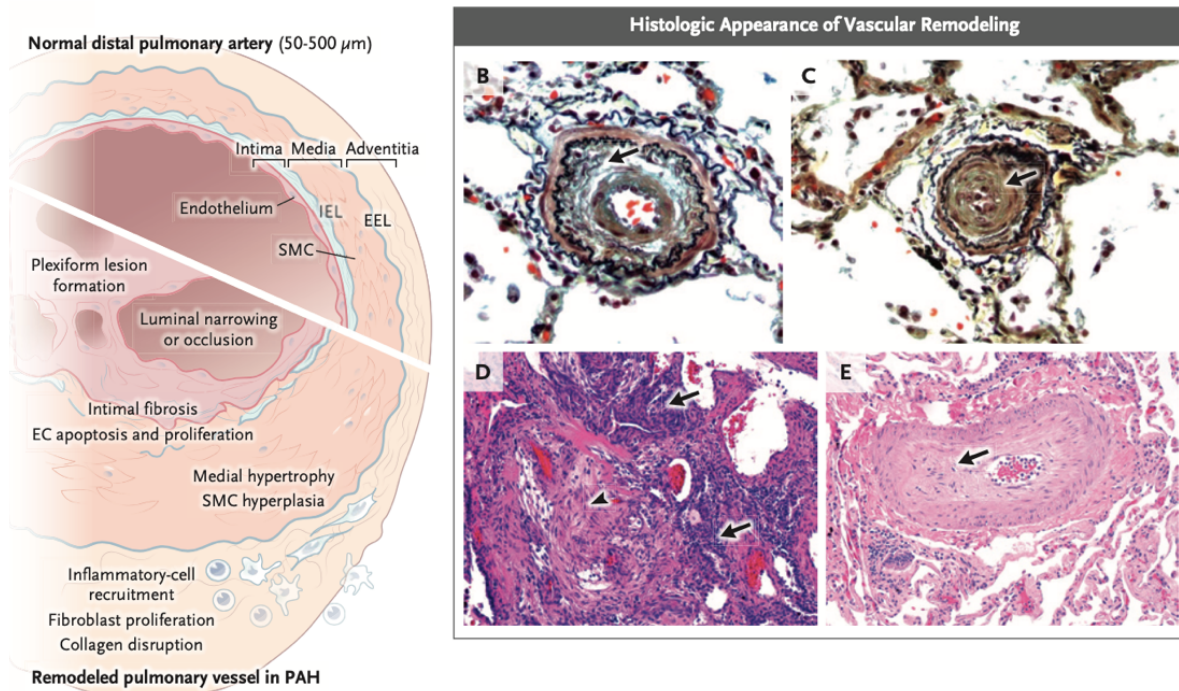 Normal distal pulmonary artery (50-500 µm)
Intima
Media
Adventitia
Endothelium
IEL
EEL
SMC
Plexiform lesion
formation
Luminal narrowing
or occlusion
Intimal fibrosis
EC apoptosis and proliferation
Medial hypertrophy
SMC hyperplasia
Inflammatory-cell
recruitment
Fibroblast proliferation
Collagen disruption
Remodeled pulmonary vessel in PAH
Histologic Appearance of Vascular Remodeling
B
C
D
E